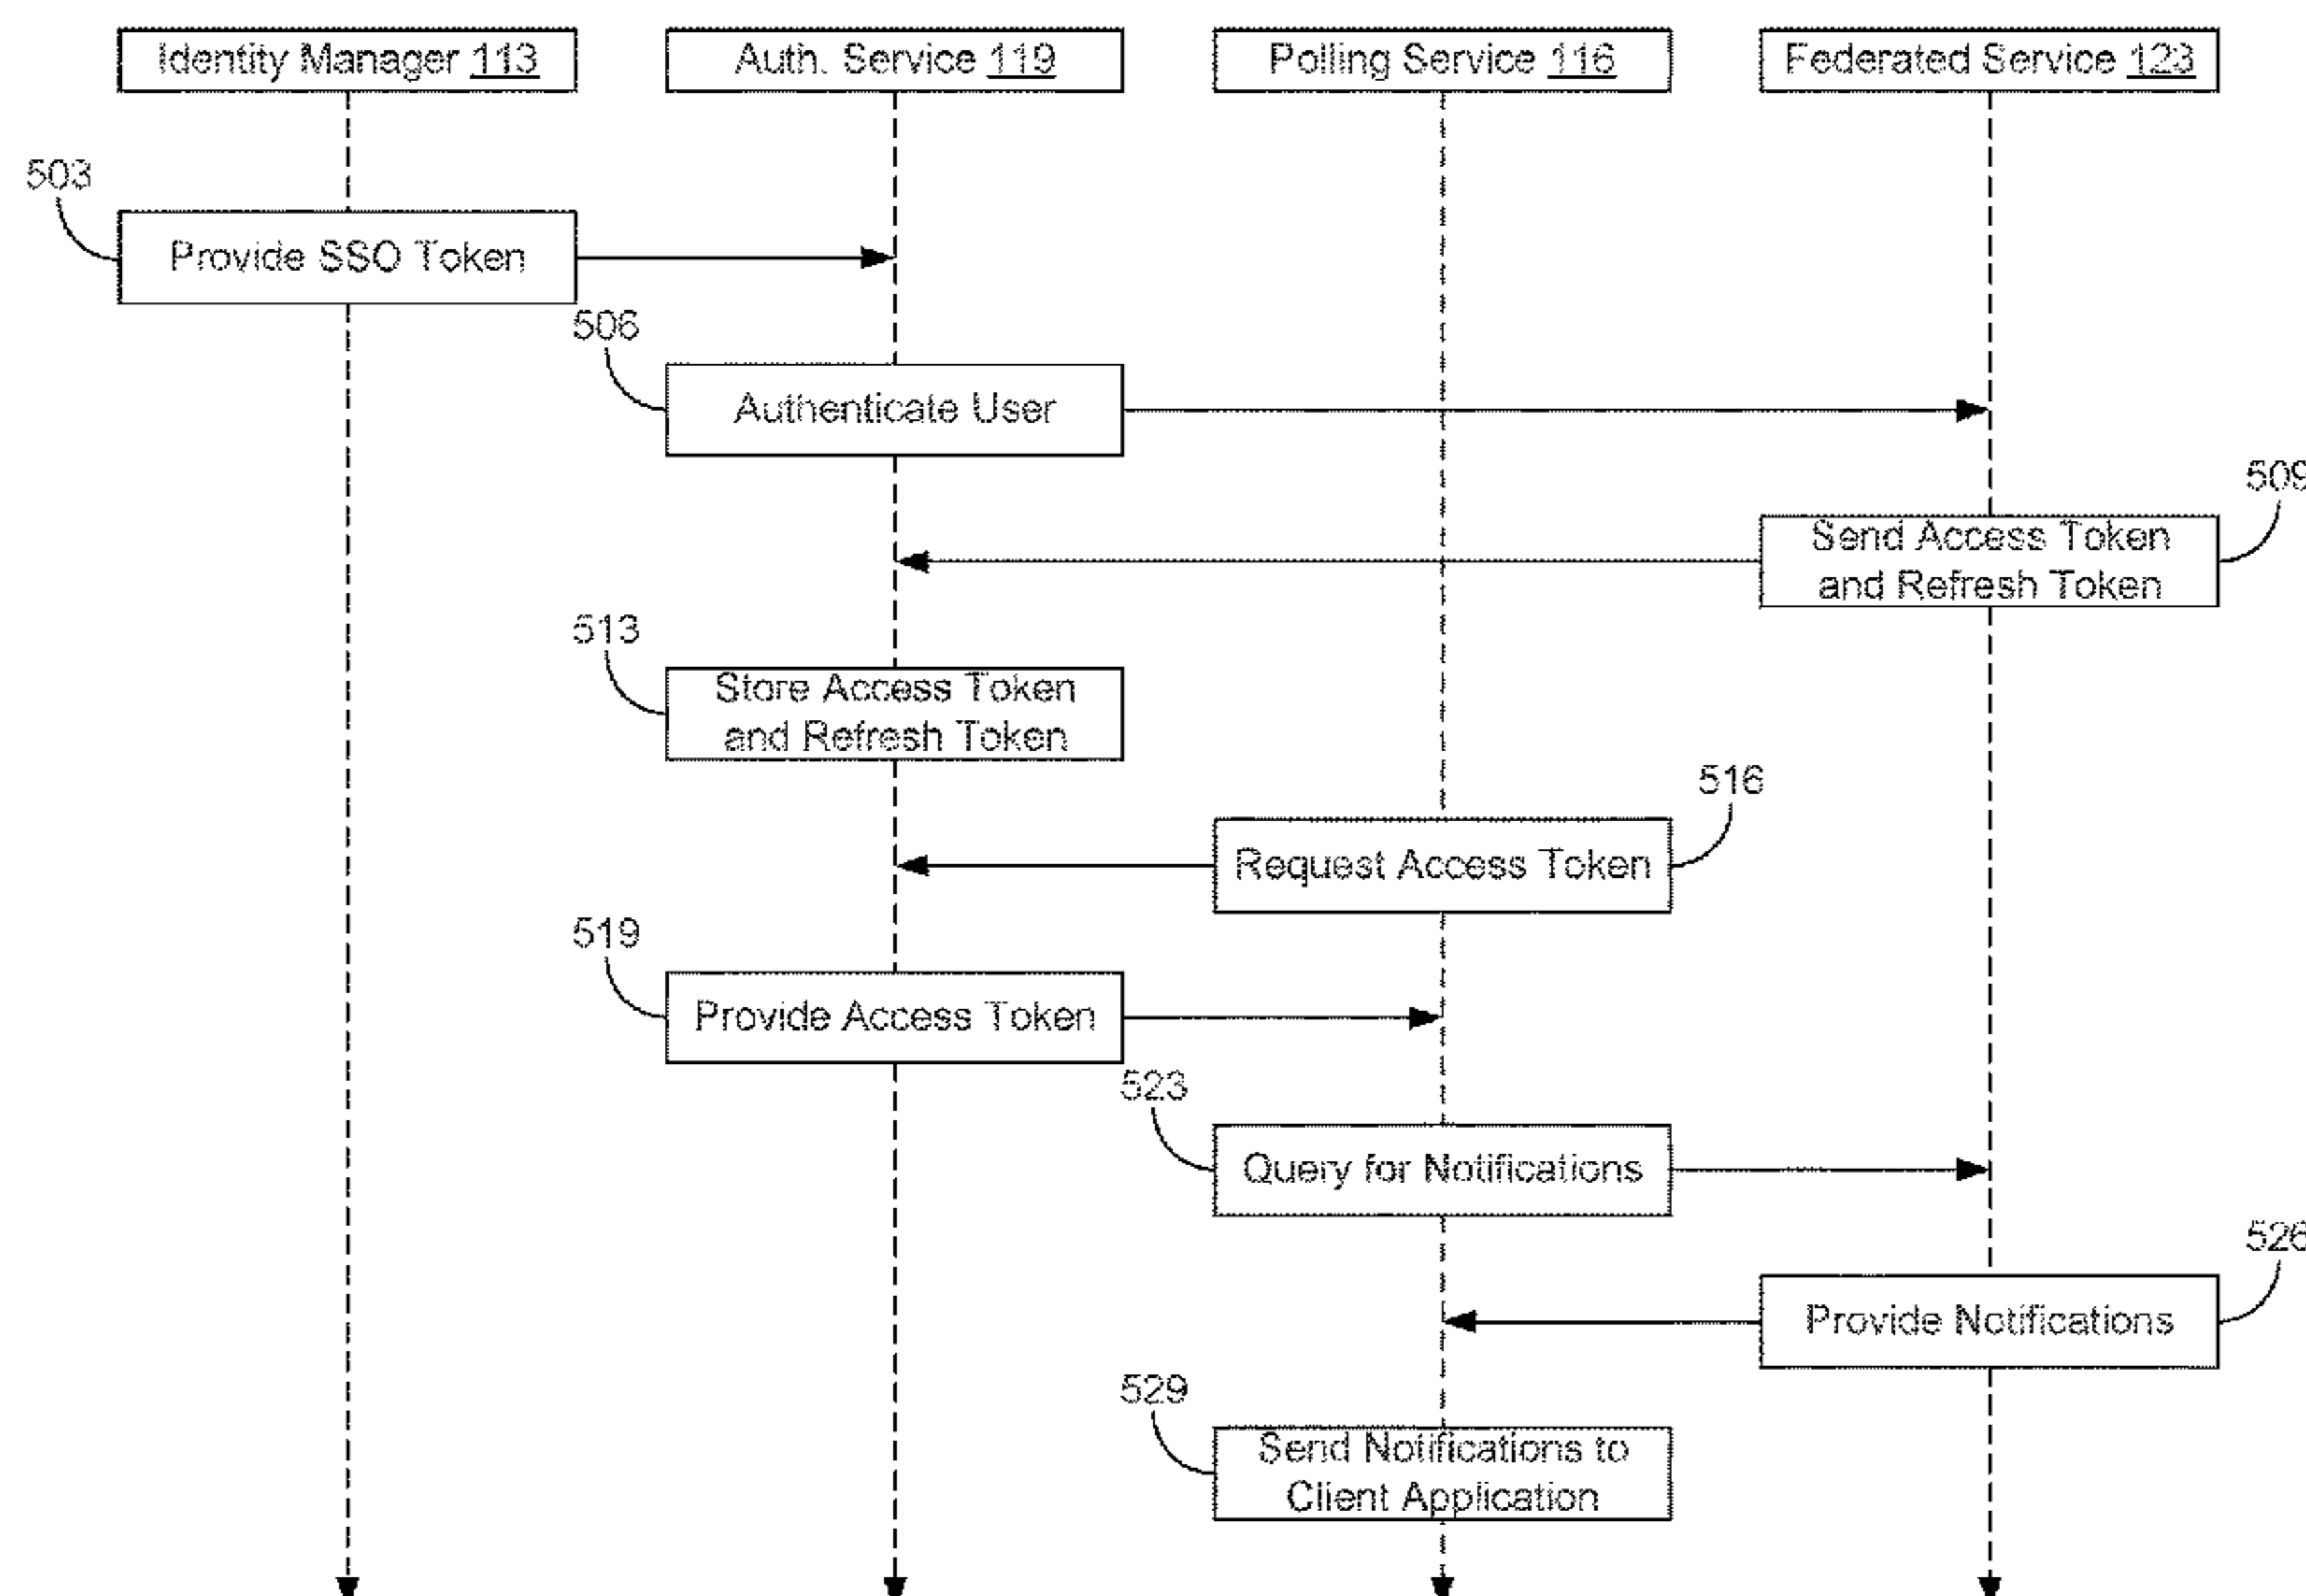 Identity Manager 113
Auth. Service 119
Polling Service 116
Federated Service 123
503
Provide SSO Token
506
Authenticate User
509
Send Access Token
and Refresh Token
513
Store Access Token
and Refresh Token
516
Request Access Token
519
Provide Access Token
523
Query for Notifications
526
Provide Notifications
529
Send Notifications to
Client Application